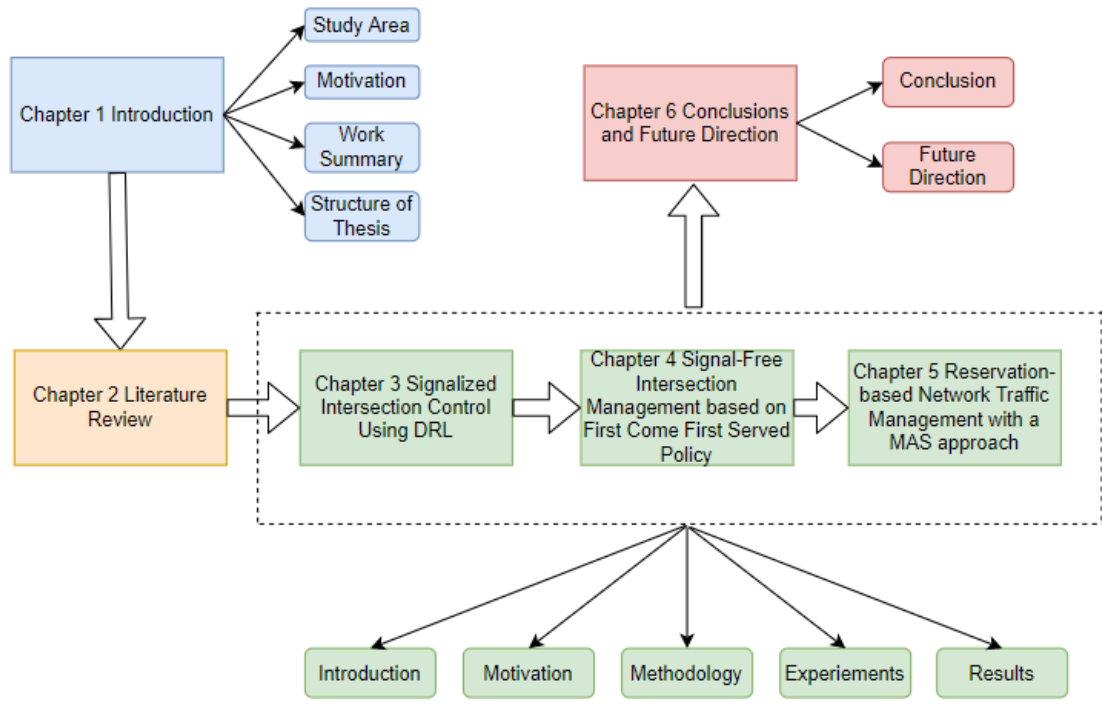 Study Area
Chapter 1 Introduction
Motivation
Work
Summary
Structure of
Thesis
Chapter 6 Conclusions
and Future Direction
Conclusion
Future
Direction
Chapter 2 Literature
Review
Chapter 3 Signalized
Intersection Control
Using DRL
Chapter 4 Signal-Free
Intersection
Management based on
First Come First Served
Policy
Chapter 5 Reservation-
based Network Traffic
Management with a
MAS approach
Introduction
Motivation
Methodology
Experiements
Results